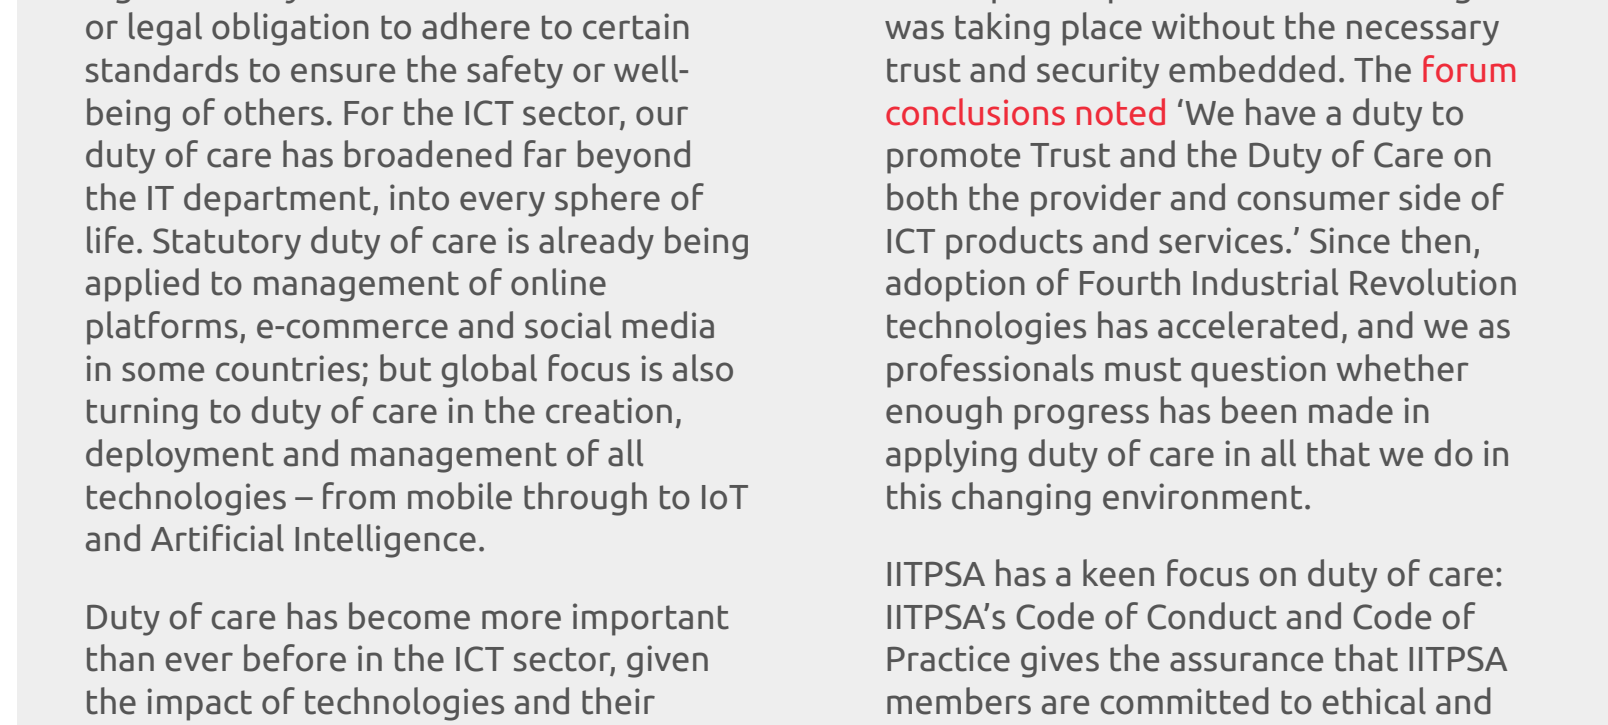 or legal obligation to adhere to certain
standards to ensure the safety or well-
being of others. For the ICT sector, our
duty of care has broadened far beyond
the IT department, into every sphere of
life. Statutory duty of care is already being
applied to management of online
platforms, e-commerce and social media
in some countries; but global focus is also
turning to duty of care in the creation,
deployment and management of all
technologies – from mobile through to IoT
and Artificial Intelligence.
Duty of care has become more important
than ever before in the ICT sector, given
the impact of technologies and their
was taking place without the necessary
trust and security embedded. The forum
conclusions noted ‘We have a duty to
promote Trust and the Duty of Care on
both the provider and consumer side of
ICT products and services.’ Since then,
adoption of Fourth Industrial Revolution
technologies has accelerated, and we as
professionals must question whether
enough progress has been made in
applying duty of care in all that we do in
this changing environment.
IITPSA has a keen focus on duty of care:
IITPSA’s Code of Conduct and Code of
Practice gives the assurance that IITPSA
members are committed to ethical and